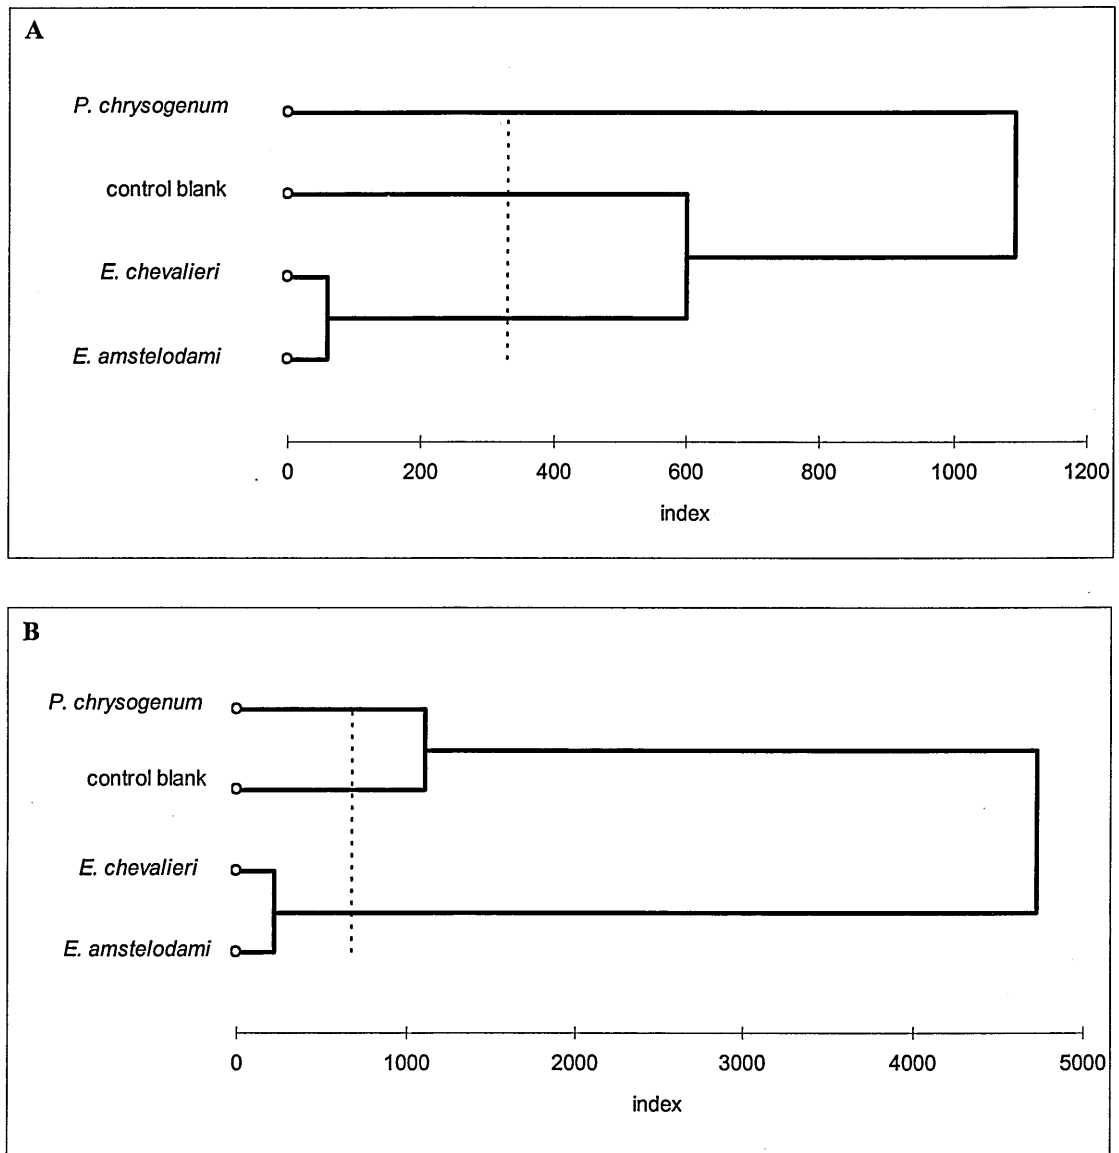 A
P. chrysogenum
control blank
E. chevalieri
E. amstelodami
0 200 400 600 800 1000 1200
index
B
P. chrysogenum
control blank
E. chevalieri
E. amstelodami
0 1000 2000 3000 4000 5000
index